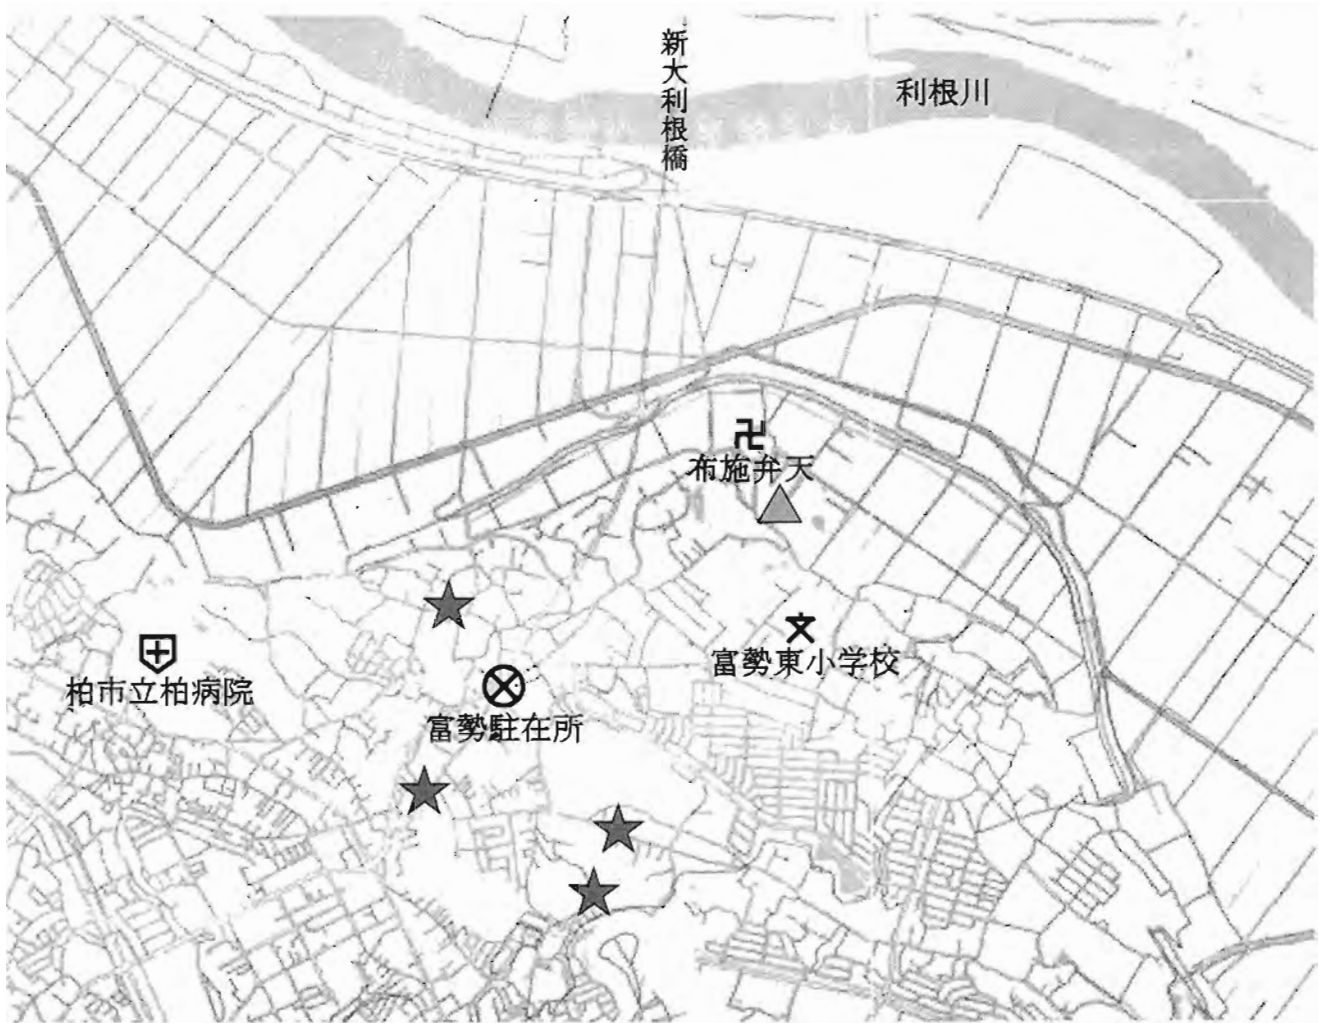 新大利根橋
利根川
布施弁天
富勢東小学校
柏市立柏病院
富勢駐在所